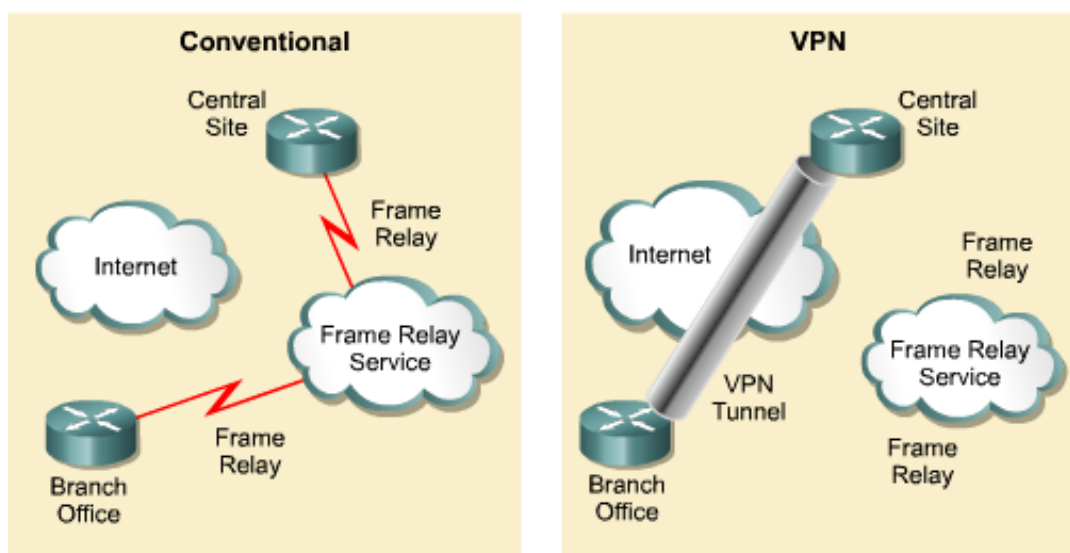 Conventional
Central
Site
Frame
Relay
Internet
Frame Relay
Service
Frame
Relay
Branch
Office
VPN
Central
Site
Internet
Frame
Relay
Frame Relay
Service
VPN
Tunnel
Frame
Relay
Branch
Office